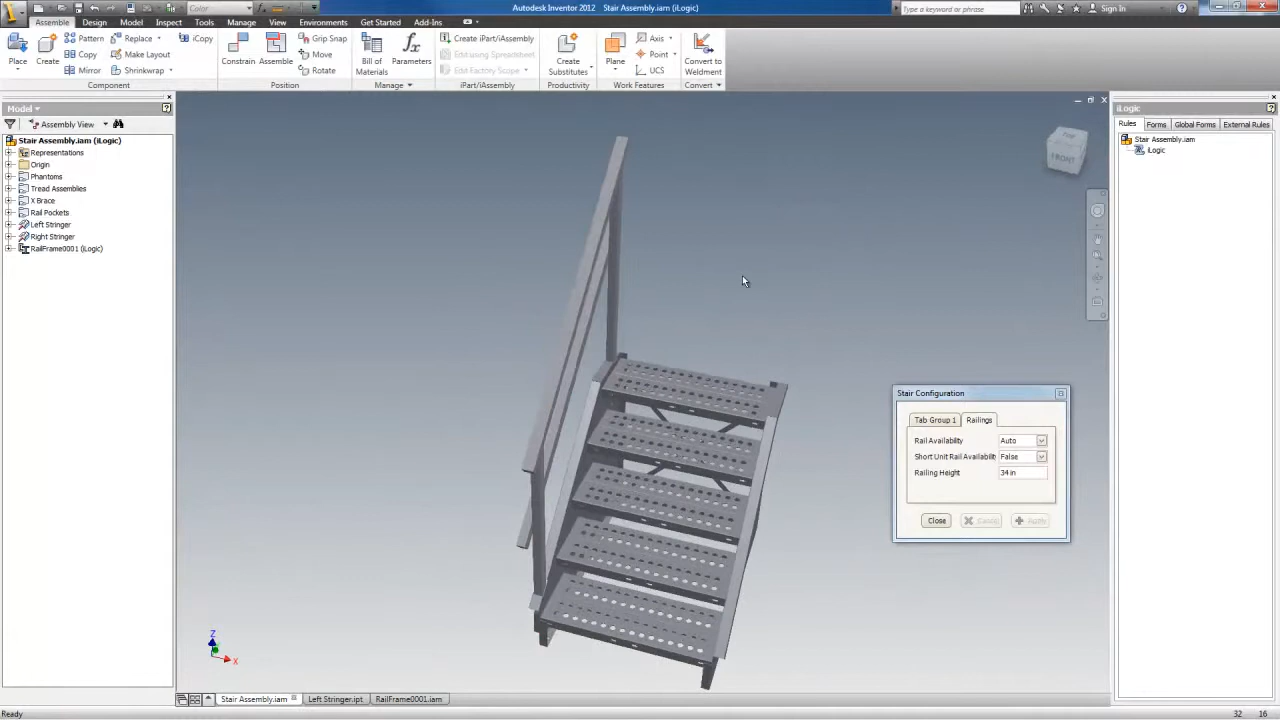 Color
Autodesk Inventor 2012 Stair Assembly.iam (iLogic)
Type a keyword or phrase
Sign In
Assemble Design Model Inspect Tools Manage View Environments Get Started Add-Ins
Place
Create
Pattern
Copy
Mirror
Replace
Make Layout
Shrinkwrap
iCopy
Component
Constrain
Assemble
Grip Snap
Move
Rotate
Position
Bill of
Materials
Parameters
Manage
Create iPart/iAssembly
Edit using Spreadsheet
Edit Factory Scope
iPart/iAssembly
Create
Substitutes
Productivity
Plane
Axis
Point
UCS
Work Features
Convert to
Weldment
Convert
Model
Assembly View
Stair Assembly.iam (iLogic)
Representations
Origin
Phantoms
Tread Assemblies
X Brace
Rail Pockets
Left Stringer
Right Stringer
RailFrame0001 (iLogic)
TOP
FRONT
Z
X
Stair Configuration
Tab Group 1 Railings
Rail Availability Auto
Short Unit Rail Availability False
Railing Height 34 in
Close Cancel Apply
iLogic
Rules Forms Global Forms External Rules
Stair Assembly.iam
iLogic
Stair Assembly.iam Left Stringer.ipt RailFrame0001.iam
Ready
32 16